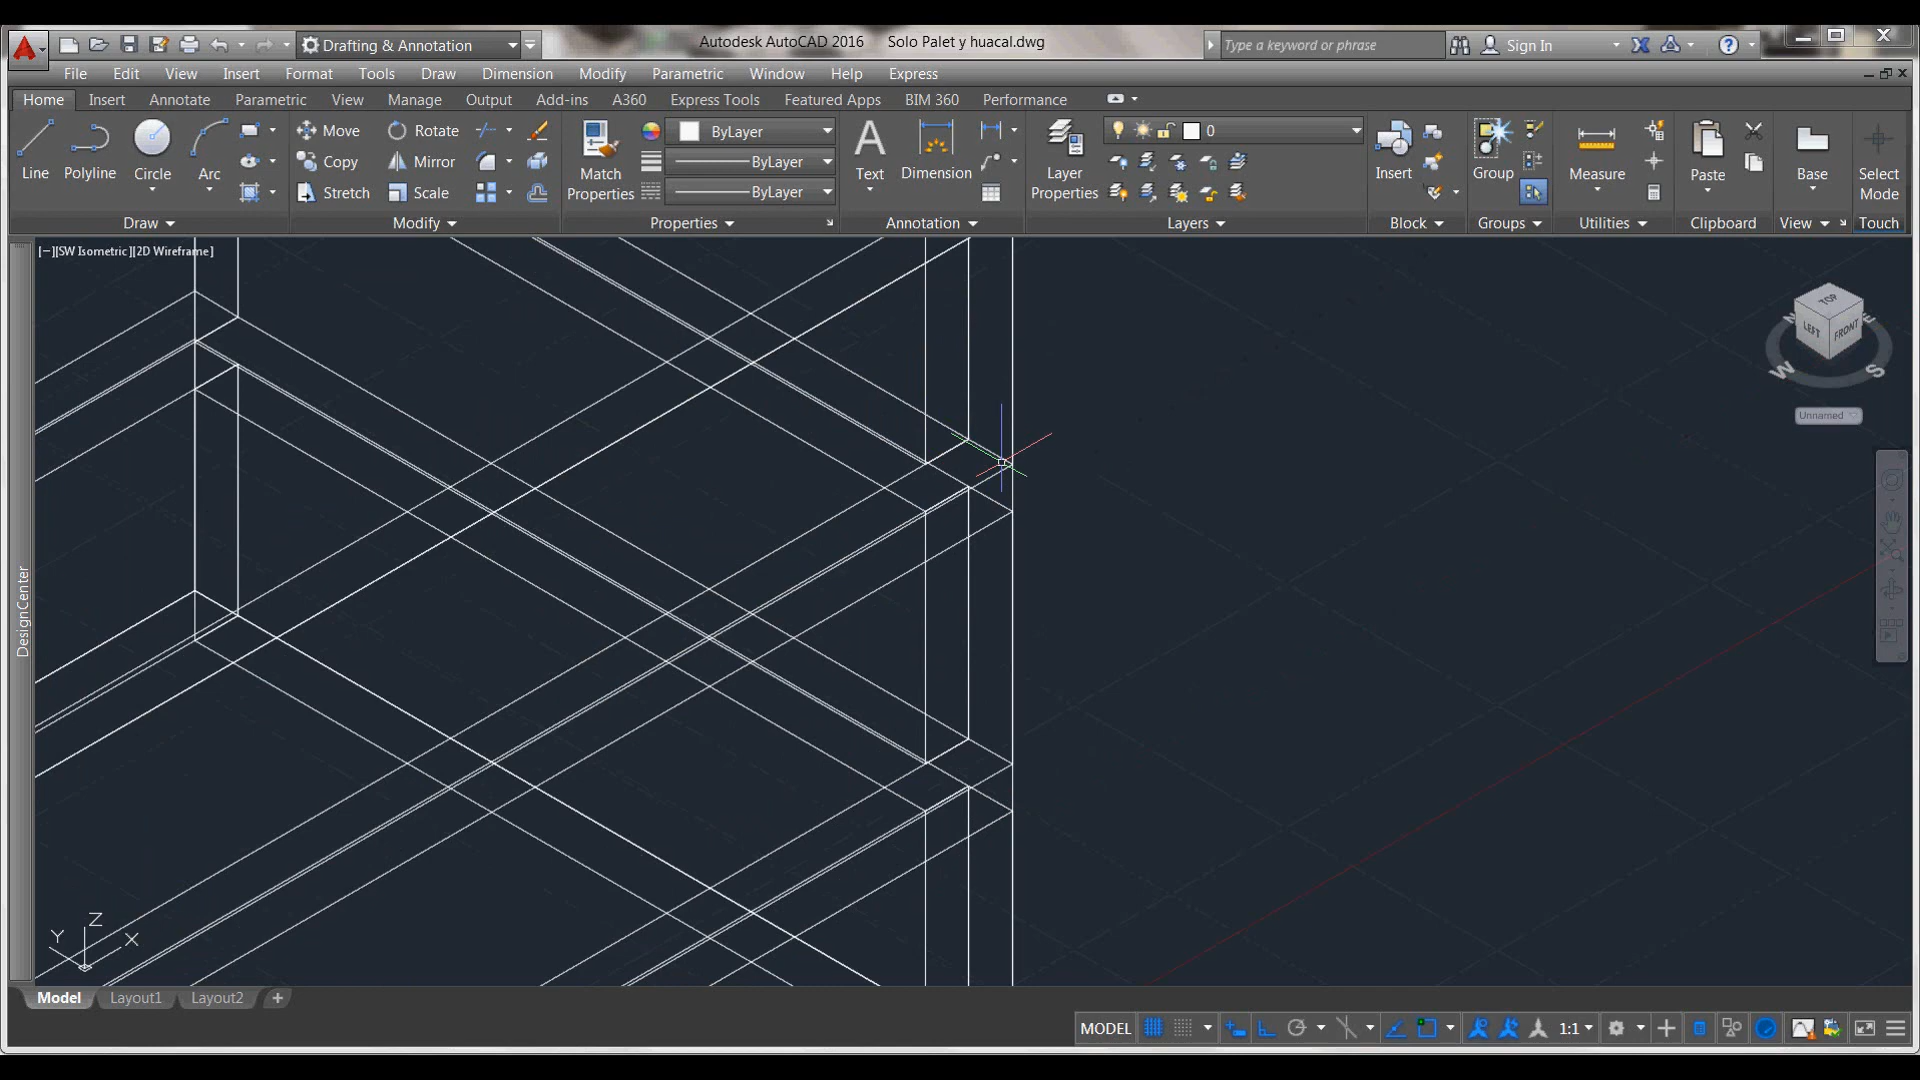 Drafting & Annotation
Autodesk AutoCAD 2016 Solo Palet y huacal.dwg
Type a keyword or phrase
Sign In
File Edit View Insert Format Tools Draw Dimension Modify Parametric Window Help Express
Home Insert Annotate Parametric View Manage Output Add-ins A360 Express Tools Featured Apps BIM 360 Performance
Line Polyline Circle Arc
Move Rotate
Copy Mirror
Stretch Scale
Match Properties
ByLayer
ByLayer
ByLayer
Text Dimension
Layer Properties
0
Insert
Group
Measure
Paste
Base
Select Mode
Draw Modify Properties Annotation Layers Block Groups Utilities Clipboard View Touch
[−][SW Isometric][2D Wireframe]
TOP
LEFT FRONT
N E
W S
Unnamed
DesignCenter
Z
Y X
Model Layout1 Layout2 +
MODEL 1:1